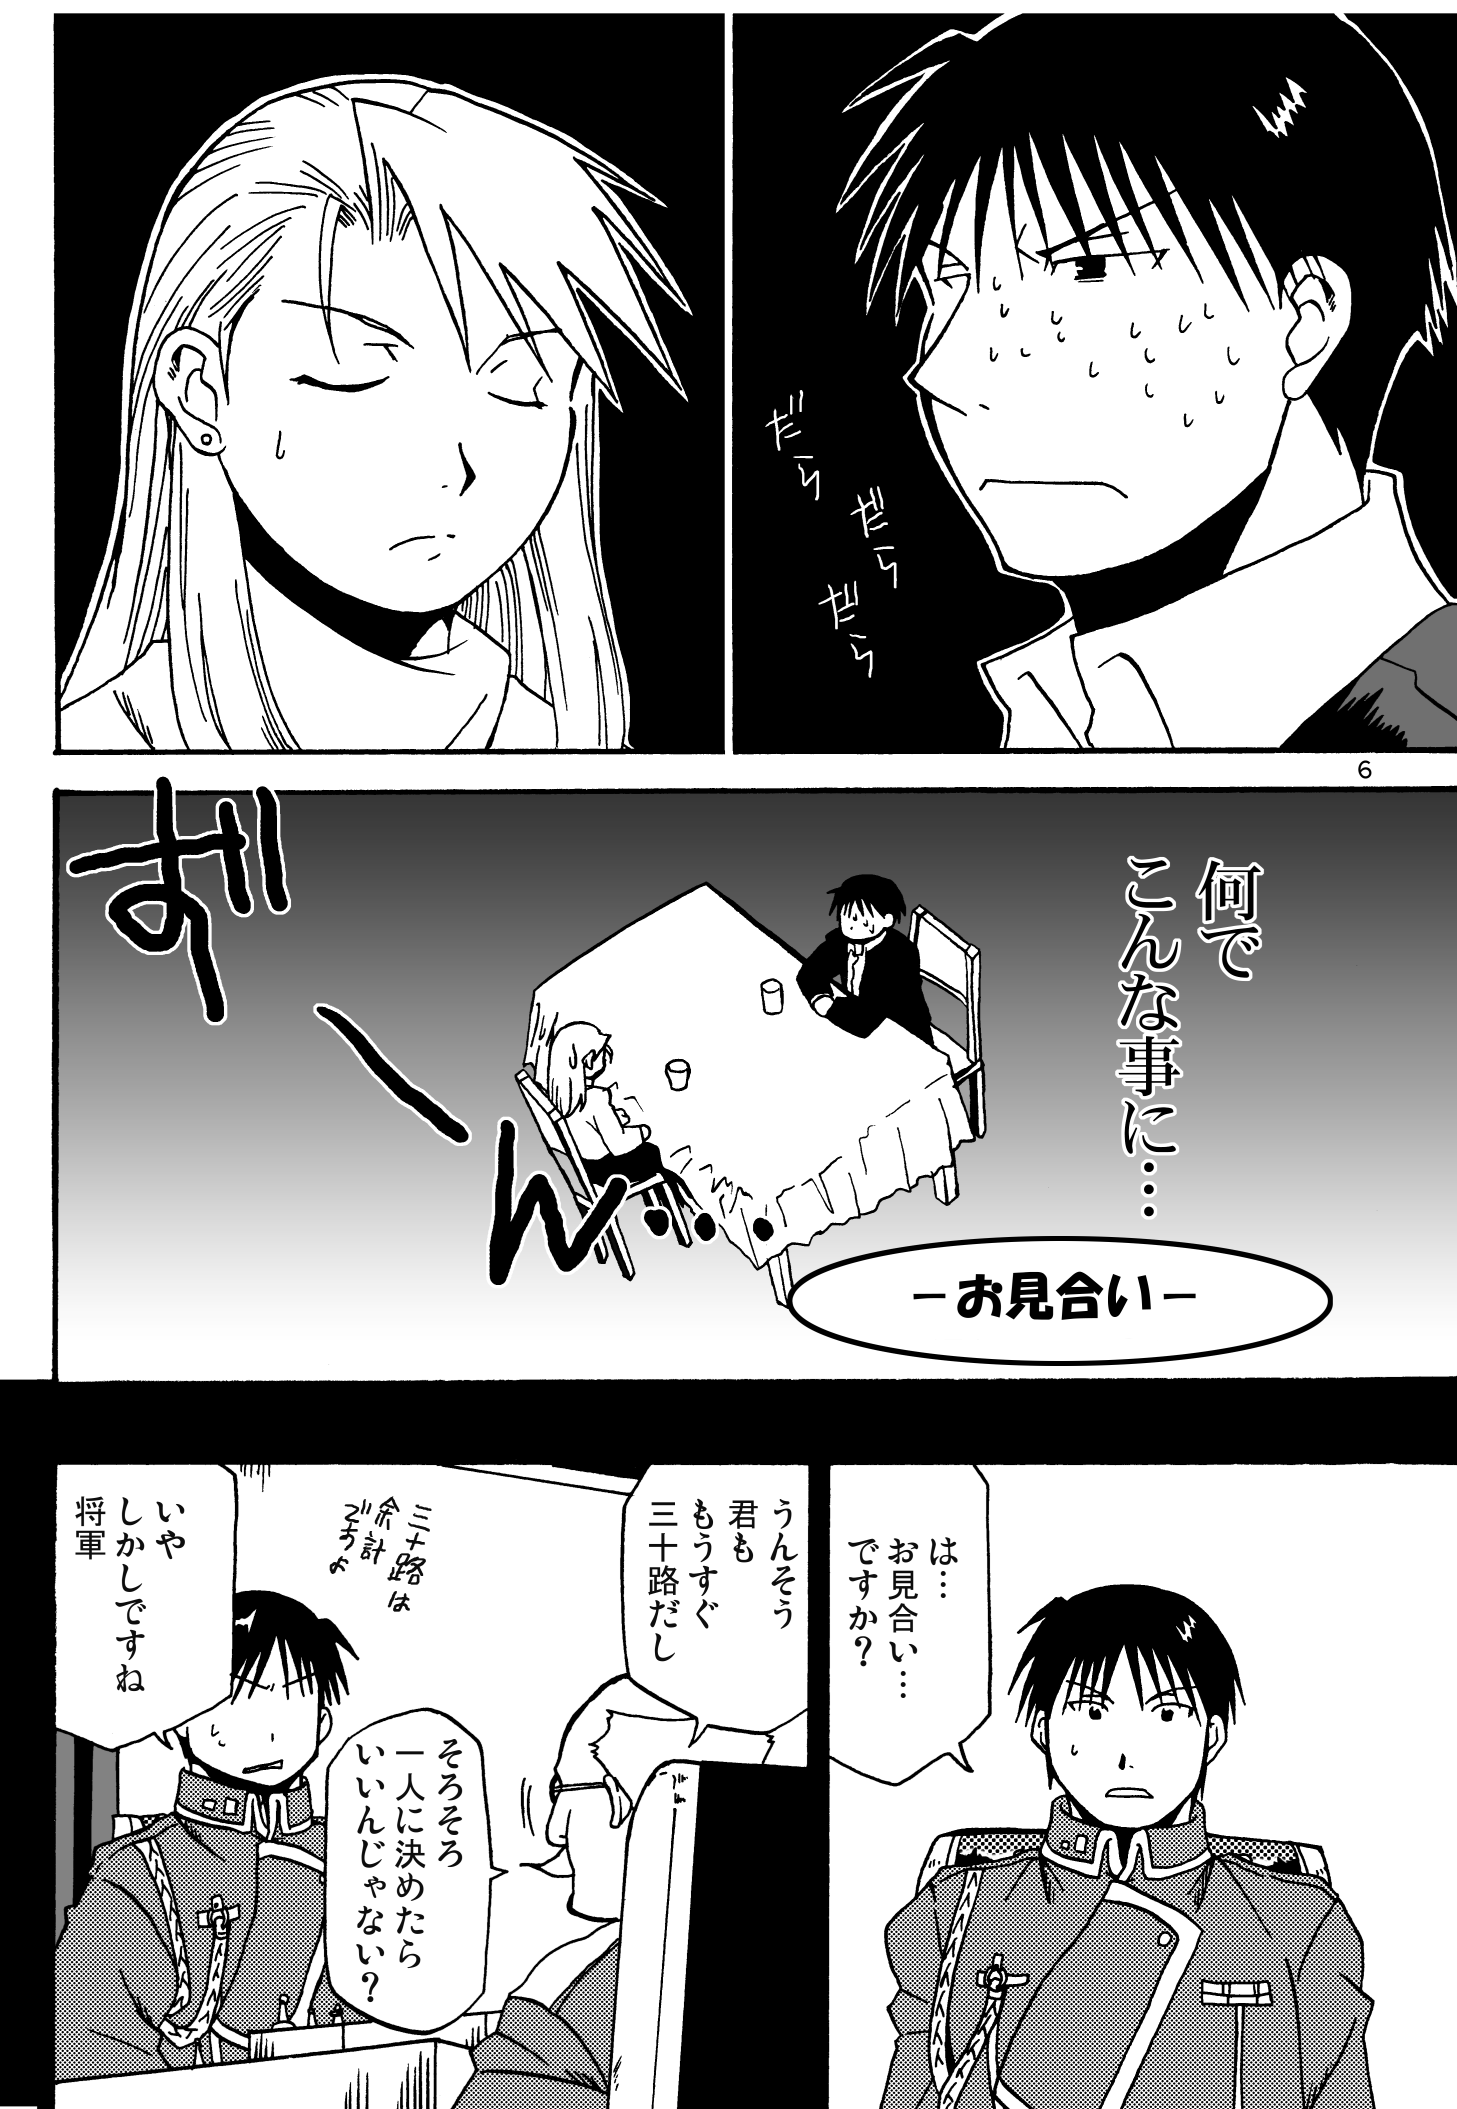 だらだらだら
6
何で
こんな事に…
ず
ーん…
－お見合い－
は…
お見合い…
ですか？
うんそう
君も
もうすぐ
三十路だし
三十路は
余計
ですよ
そろそろ
一人に決めたら
いいんじゃない？
いや
しかしですね
将軍